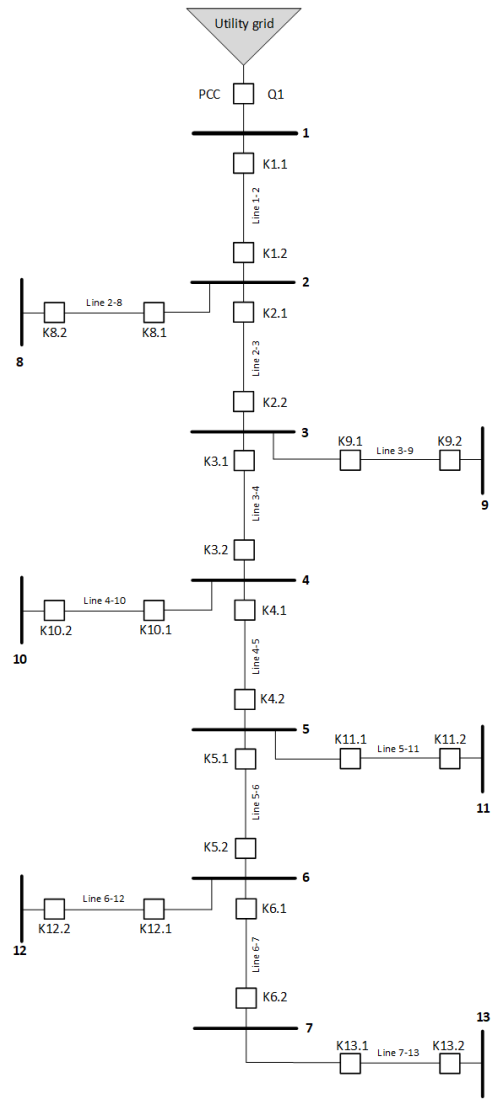 Utility grid
PCC
Q1
1
K1.1
Line 1-2
K1.2
2
Line 2-8
K8.2
K8.1
K2.1
8
Line 2-3
K2.2
3
K9.1
K9.2
Line 3-9
K3.1
9
Line 3-4
K3.2
4
Line 4-10
K10.2
K10.1
K4.1
10
Line 4-5
K4.2
5
K11.1
K11.2
Line 5-11
K5.1
11
Line 5-6
K5.2
6
Line 6-12
K12.2
K12.1
K6.1
12
Line 6-7
K6.2
13
7
K13.1
K13.2
Line 7-13